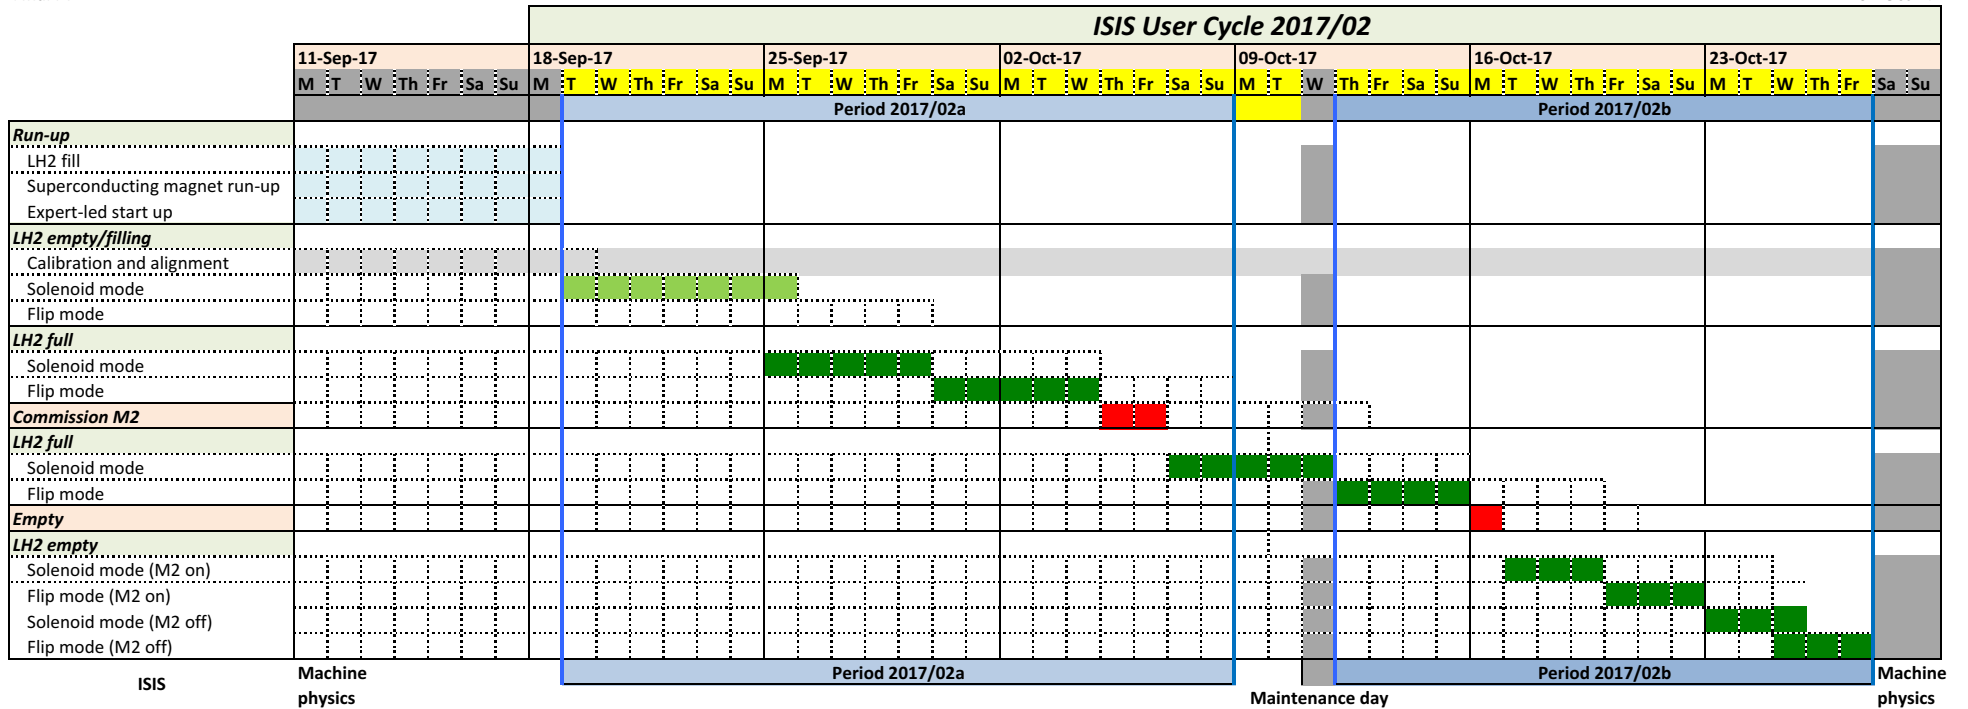 ISIS User Cycle 2017/02
11-Sep-17 18-Sep-17 25-Sep-17 02-Oct-17 09-Oct-17 16-Oct-17 23-Oct-17
M T W Th Fr Sa Su M T W Th Fr Sa Su M T W Th Fr Sa Su M T W Th Fr Sa Su M T W Th Fr Sa Su M T W Th Fr Sa Su M T W Th Fr Sa Su
Period 2017/02a Period 2017/02b
Run-up
LH2 fill
Superconducting magnet run-up
Expert-led start up
LH2 empty/filling
Calibration and alignment
Solenoid mode
Flip mode
LH2 full
Solenoid mode
Flip mode
Commission M2
LH2 full
Solenoid mode
Flip mode
Empty
LH2 empty
Solenoid mode (M2 on)
Flip mode (M2 on)
Solenoid mode (M2 off)
Flip mode (M2 off)
ISIS
Machine
physics
Period 2017/02a
Maintenance day
Period 2017/02b
Machine
physics